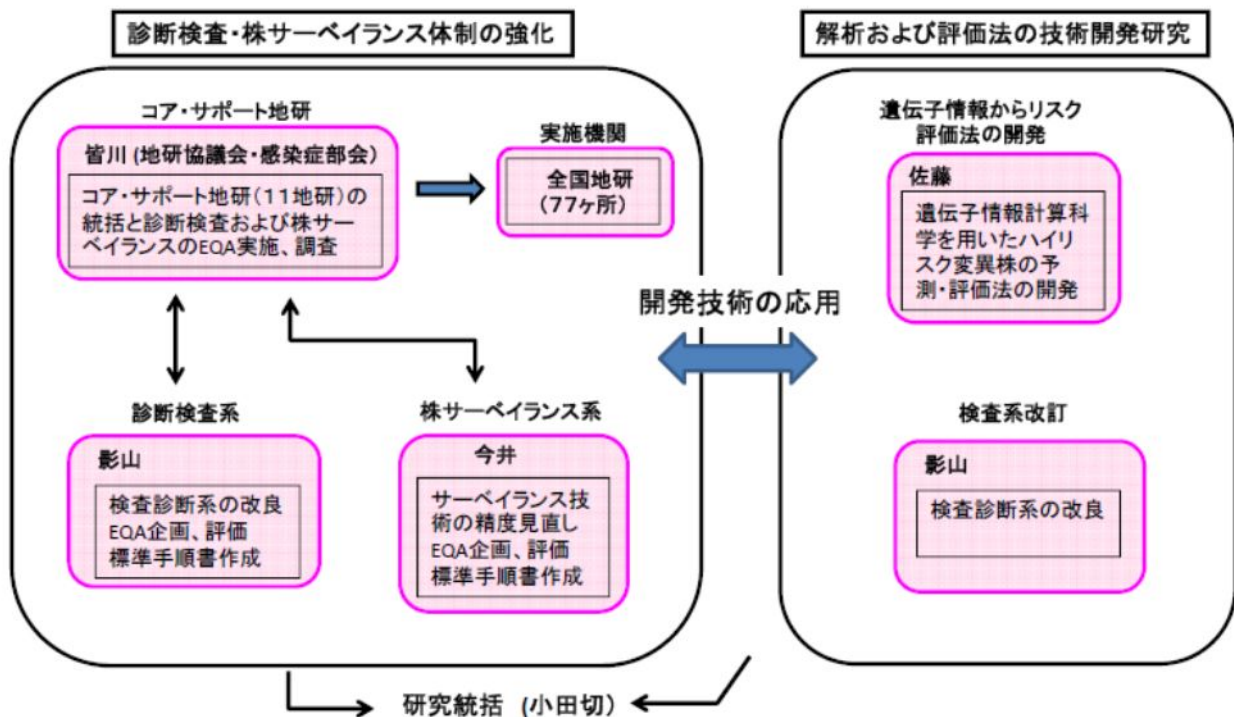 診断検査・株サーベイランス体制の強化
コア・サポート地研
皆川 (地研協議会・感染症部会)
コア・サポート地研(11地研)の
統括と診断検査および株サー
ベイランスのEQA実施、調査
実施機関
全国地研
(77ヶ所)
診断検査系
影山
検査診断系の改良
EQA企画、評価
標準手順書作成
株サーベイランス系
今井
サーベイランス技
術の精度見直し
EQA企画、評価
標準手順書作成
開発技術の応用
解析および評価法の技術開発研究
遺伝子情報からリスク
評価法の開発
佐藤
遺伝子情報計算科
学を用いたハイリ
スク変異株の予
測・評価法の開発
検査系改訂
影山
検査診断系の改良
研究統括 (小田切)